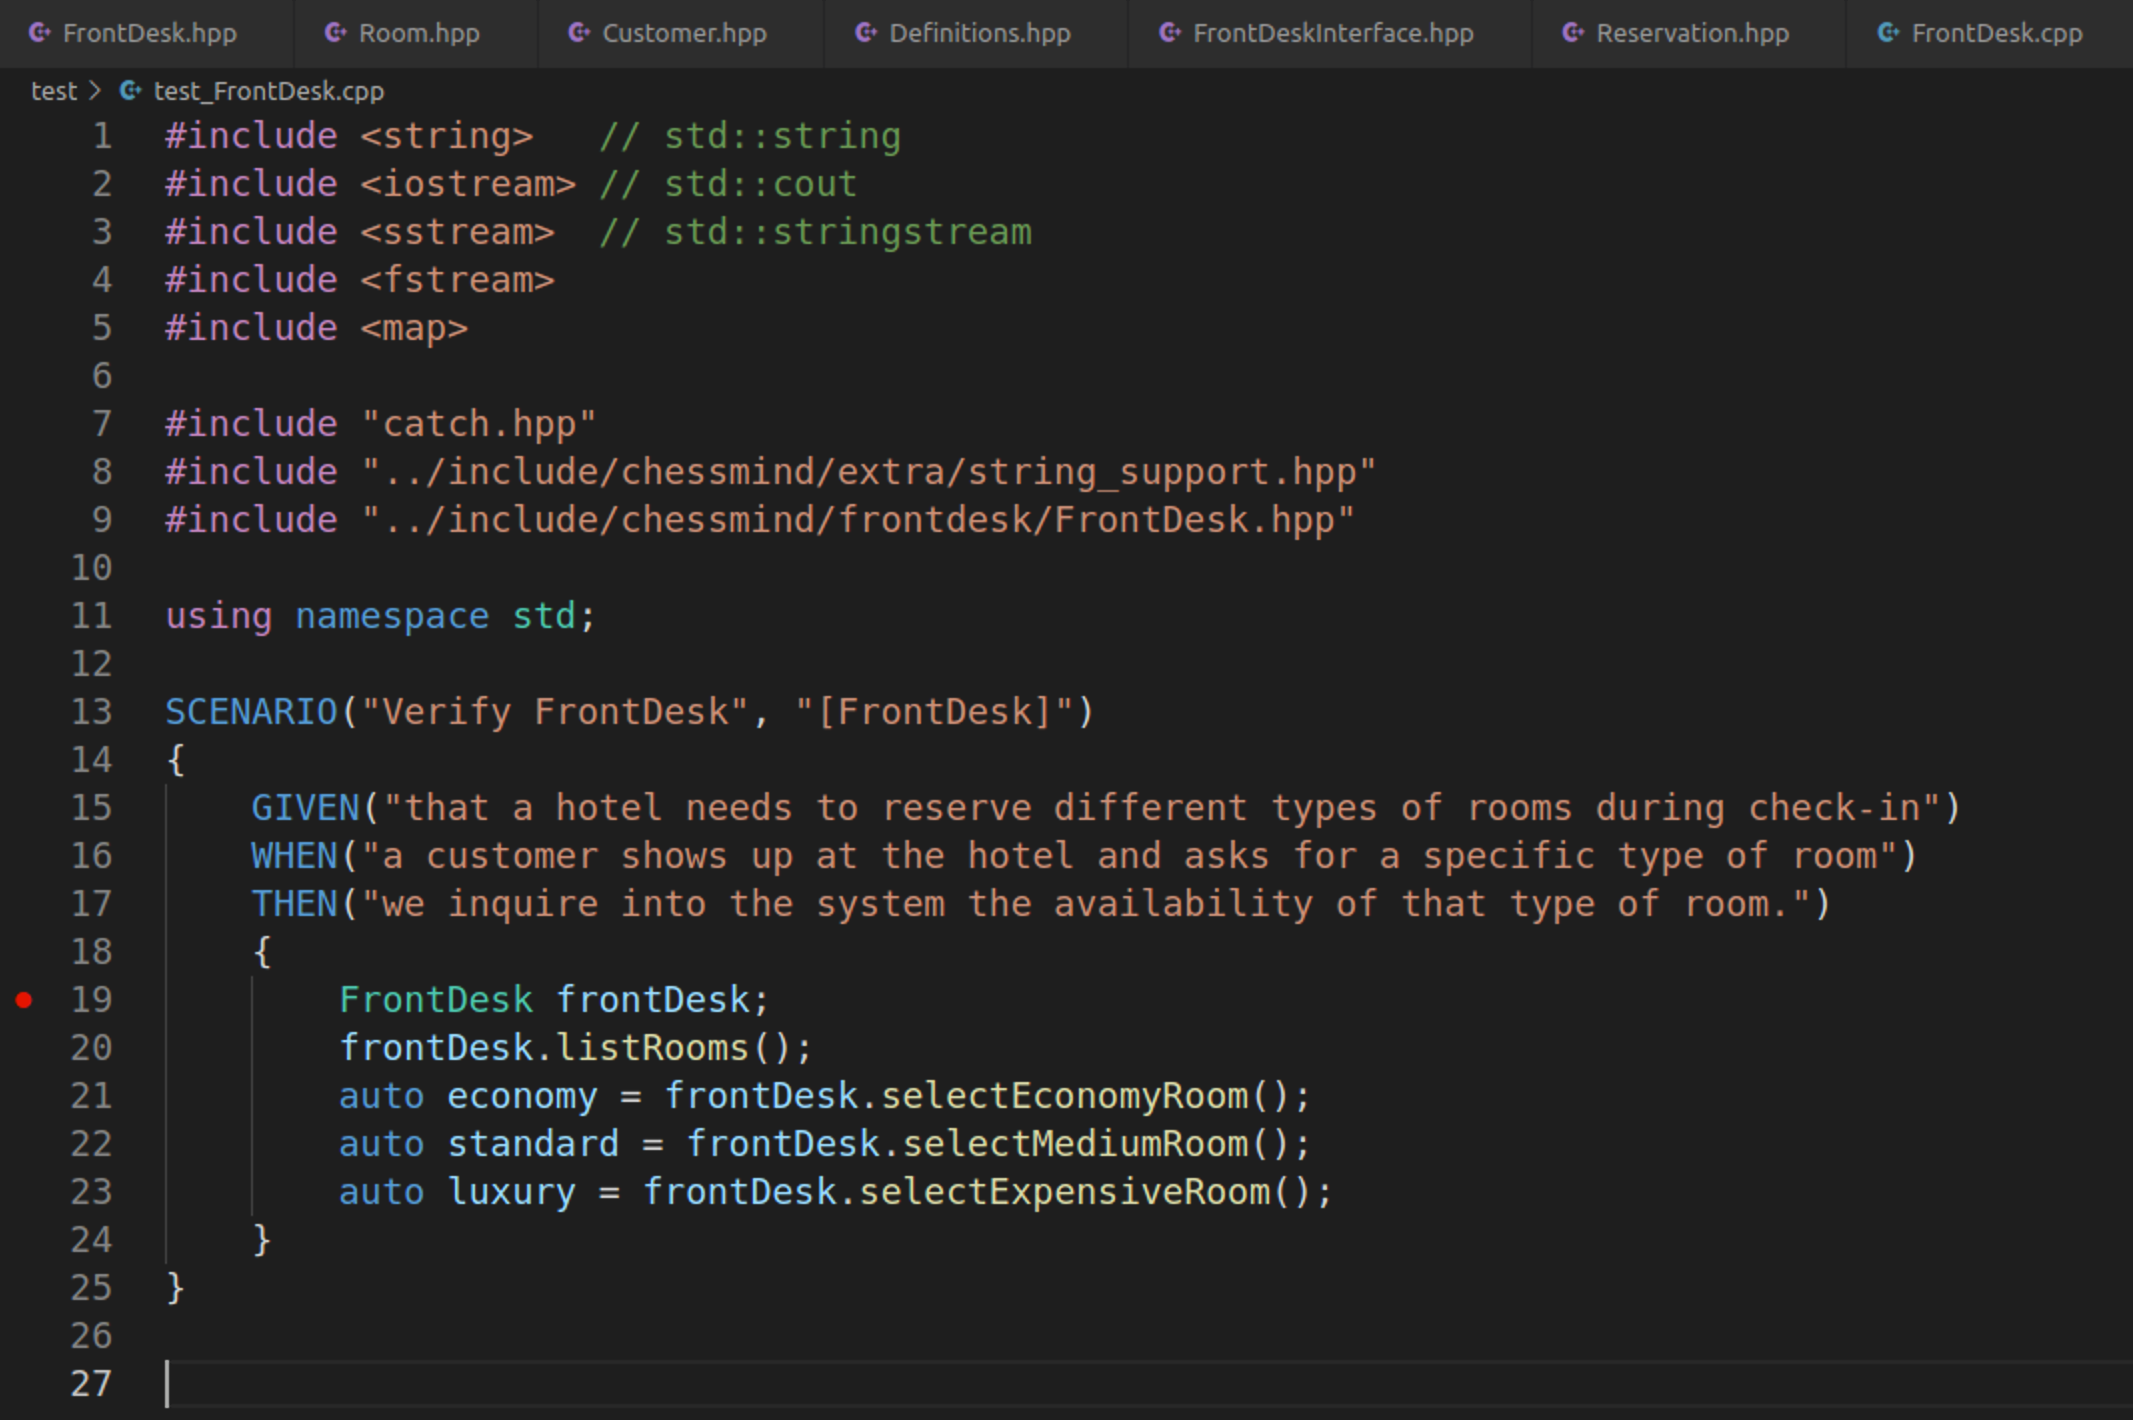 FrontDesk.hpp Room.hpp Customer.hpp Definitions.hpp FrontDeskInterface.hpp Reservation.hpp FrontDesk.cpp
test > test_FrontDesk.cpp
1 #include <string>   // std::string
2 #include <iostream> // std::cout
3 #include <sstream>  // std::stringstream
4 #include <fstream>
5 #include <map>
6
7 #include "catch.hpp"
8 #include "../include/chessmind/extra/string_support.hpp"
9 #include "../include/chessmind/frontdesk/FrontDesk.hpp"
10
11 using namespace std;
12
13 SCENARIO("Verify FrontDesk", "[FrontDesk]")
14 {
15     GIVEN("that a hotel needs to reserve different types of rooms during check-in")
16     WHEN("a customer shows up at the hotel and asks for a specific type of room")
17     THEN("we inquire into the system the availability of that type of room.")
18     {
19         FrontDesk frontDesk;
20         frontDesk.listRooms();
21         auto economy = frontDesk.selectEconomyRoom();
22         auto standard = frontDesk.selectMediumRoom();
23         auto luxury = frontDesk.selectExpensiveRoom();
24     }
25 }
26
27